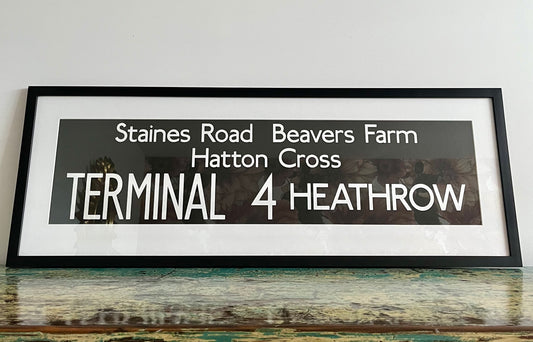 Staines Road Beavers Farm
Hatton Cross
TERMINAL 4 HEATHROW